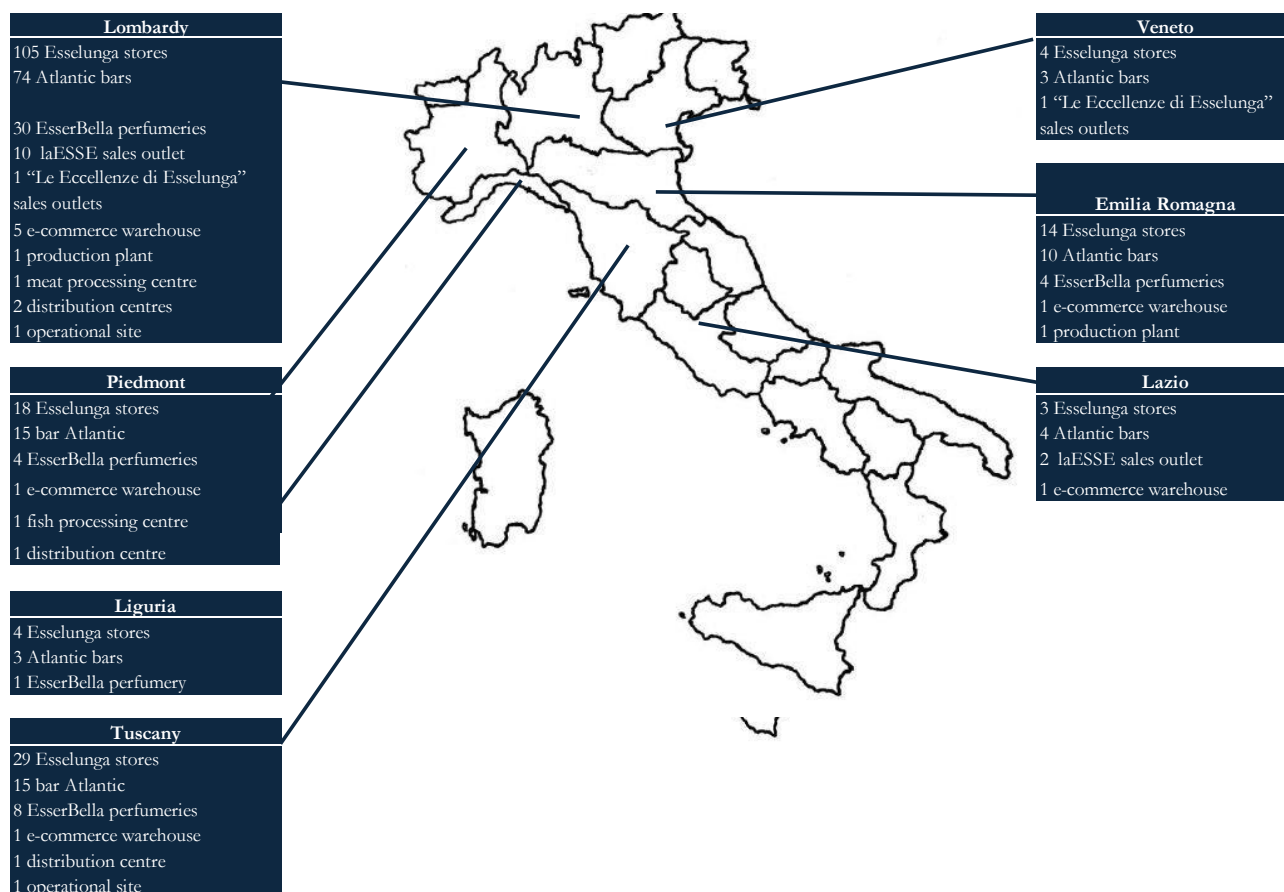 Lombardy
105 Esselunga stores
74 Atlantic bars
30 EsserBella perfumeries
10 laESSE sales outlet
1 “Le Eccellenze di Esselunga”
sales outlets
5 e-commerce warehouse
1 production plant
1 meat processing centre
2 distribution centres
1 operational site
Piedmont
18 Esselunga stores
15 bar Atlantic
4 EsserBella perfumeries
1 e-commerce warehouse
1 fish processing centre
1 distribution centre
Liguria
4 Esselunga stores
3 Atlantic bars
1 EsserBella perfumery
Tuscany
29 Esselunga stores
15 bar Atlantic
8 EsserBella perfumeries
1 e-commerce warehouse
1 distribution centre
1 operational site
Veneto
4 Esselunga stores
3 Atlantic bars
1 “Le Eccellenze di Esselunga”
sales outlets
Emilia Romagna
14 Esselunga stores
10 Atlantic bars
4 EsserBella perfumeries
1 e-commerce warehouse
1 production plant
Lazio
3 Esselunga stores
4 Atlantic bars
2 laESSE sales outlet
1 e-commerce warehouse